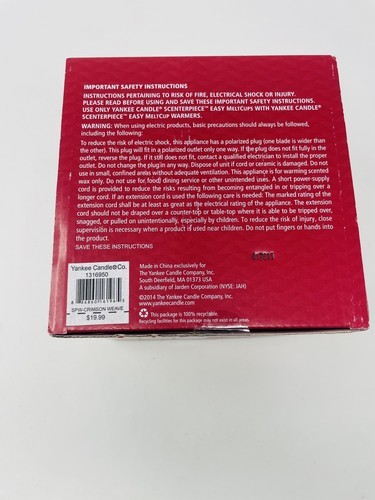 IMPORTANT SAFETY INSTRUCTIONS
INSTRUCTIONS PERTAINING TO RISK OF FIRE, ELECTRICAL SHOCK OR INJURY.
PLEASE READ BEFORE USING AND SAVE THESE IMPORTANT SAFETY INSTRUCTIONS.
USE ONLY YANKEE CANDLE® SCENTERPIECE™ EASY MELTCUPS WITH YANKEE CANDLE®
SCENTERPIECE™ EASY MELTCUP WARMERS.
WARNING: When using electric products, basic precautions should always be followed,
including the following:
To reduce the risk of electric shock, this appliance has a polarized plug (one blade is wider than
the other). This plug will fit in a polarized outlet only one way. If the plug does not fit fully in the
outlet, reverse the plug. If it still does not fit, contact a qualified electrician to install the proper
outlet. Do not change the plug in any way. Dispose of unit if cord or ceramic is damaged. Do not
use in small, confined areas without adequate ventilation. This appliance is for warming scented
wax only. Do not use for food/ dining service or other unintended uses. A short power-supply
cord is provided to reduce the risks resulting from becoming entangled in or tripping over a
longer cord. If an extension cord is used the following care is needed: The marked rating of the
extension cord shall be at least as great as the electrical rating of the appliance. The extension
cord should not be draped over a counter-top or table-top where it is able to be tripped over,
snagged, or pulled on unintentionally, especially by children. To reduce the risk of injury, close
supervision is necessary when a product is used near children. Do not put fingers or hands into
the product.
SAVE THESE INSTRUCTIONS
Yankee Candle®Co.
1316950
SPW-CRIMSON WEAVE
$19.99
Made in China exclusively for
The Yankee Candle Company, Inc.
South Deerfield, MA 01373 USA
A subsidiary of Jarden Corporation (NYSE: JAH)
©2014 The Yankee Candle Company, Inc.
www.yankeecandle.com
This package is 100% recyclable.
Recycling facilities for this package may not exist in all areas.